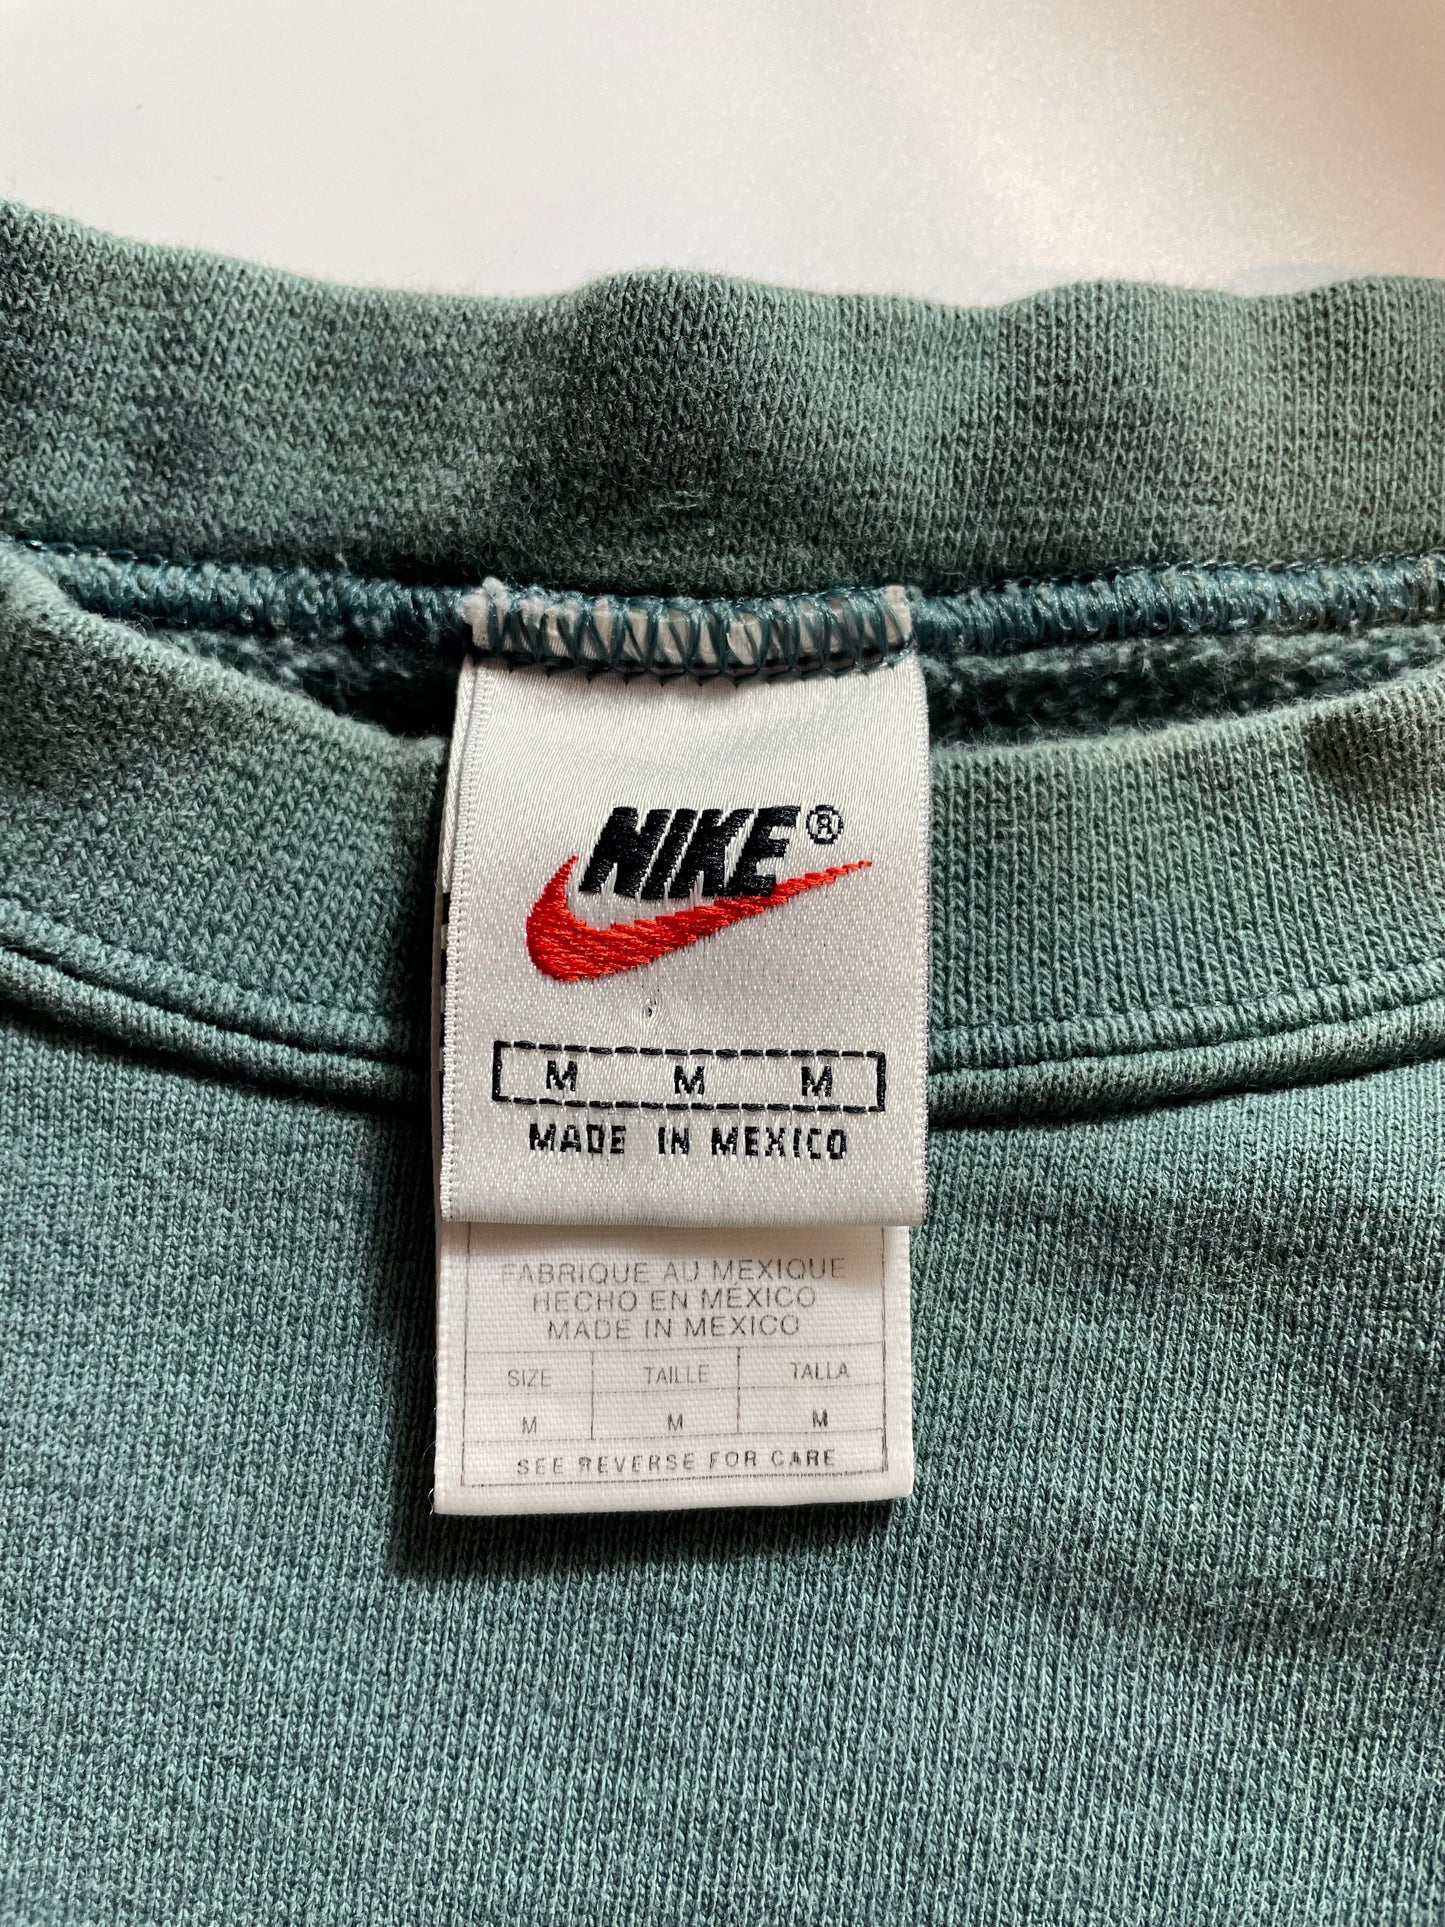 NIKE®
M M M
MADE IN MEXICO
FABRIQUE AU MEXIQUE
HECHO EN MÉXICO
MADE IN MEXICO
SIZE TAILLE TALLA
M M M
SEE REVERSE FOR CARE